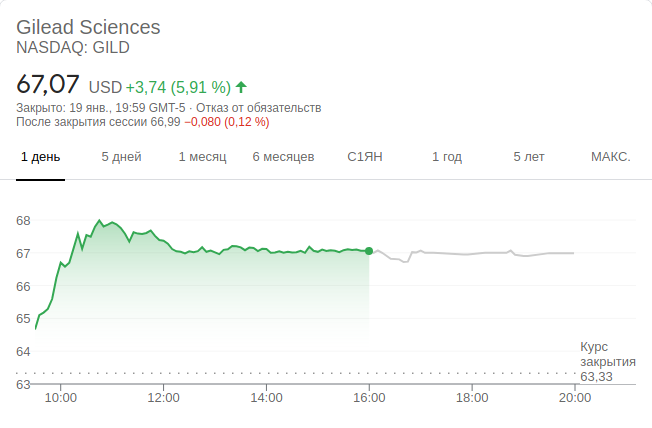 Gilead Sciences
NASDAQ: GILD
67,07 USD +3,74 (5,91 %)
Закрыто: 19 янв., 19:59 GMT-5 · Отказ от обязательств
После закрытия сессии 66,99 −0,080 (0,12 %)
1 день 5 дней 1 месяц 6 месяцев С1ЯН 1 год 5 лет МАКС.
68
67
66
65
64
Курс
закрытия
63,33
63
10:00 12:00 14:00 16:00 18:00 20:00